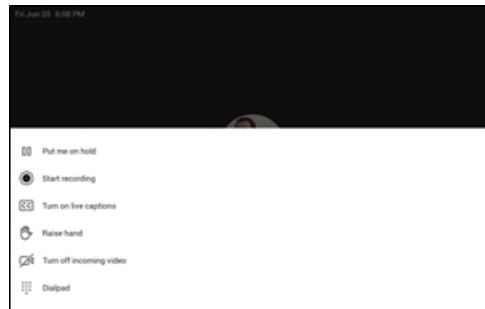 Fri Jun 05 6:08 PM
Put me on hold
Start recording
CC Turn on live captions
Raise hand
Turn off incoming video
Dialpad